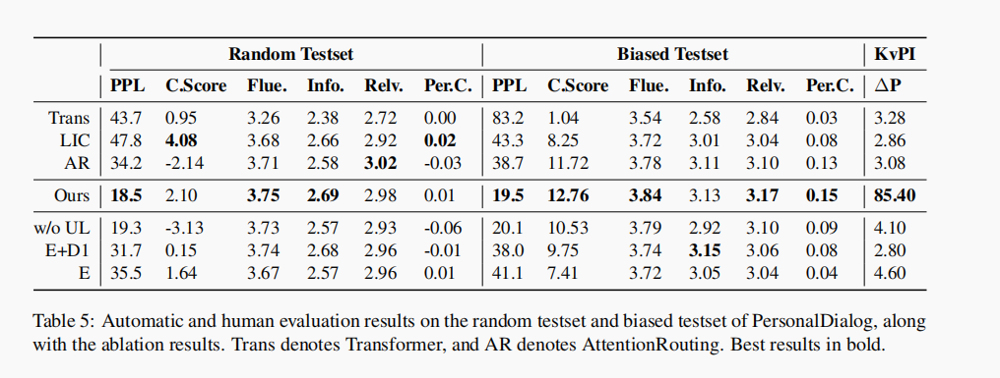 Random Testset Biased Testset KvPI
PPL C.Score Flue. Info. Relv. Per.C. PPL C.Score Flue. Info. Relv. Per.C. ΔP
Trans 43.7 0.95 3.26 2.38 2.72 0.00 83.2 1.04 3.54 2.58 2.84 0.03 3.28
LIC 47.8 4.08 3.68 2.66 2.92 0.02 43.3 8.25 3.72 3.01 3.04 0.08 2.86
AR 34.2 -2.14 3.71 2.58 3.02 -0.03 38.7 11.72 3.78 3.11 3.10 0.13 3.08
Ours 18.5 2.10 3.75 2.69 2.98 0.01 19.5 12.76 3.84 3.13 3.17 0.15 85.40
w/o UL 19.3 -3.13 3.73 2.57 2.93 -0.06 20.1 10.53 3.79 2.92 3.10 0.09 4.10
E+D1 31.7 0.15 3.74 2.68 2.96 -0.01 38.0 9.75 3.74 3.15 3.06 0.08 2.80
E 35.5 1.64 3.67 2.57 2.96 0.01 41.1 7.41 3.72 3.05 3.04 0.04 4.60
Table 5: Automatic and human evaluation results on the random testset and biased testset of PersonalDialog, along
with the ablation results. Trans denotes Transformer, and AR denotes AttentionRouting. Best results in bold.